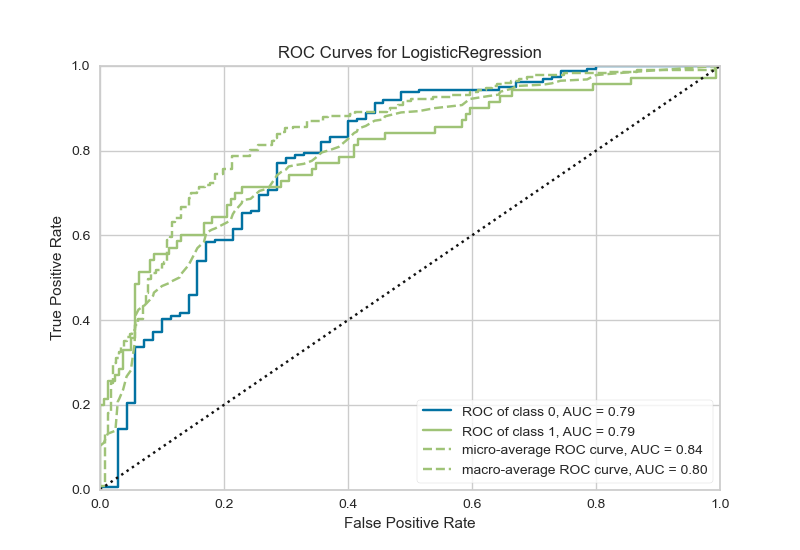 ROC Curves for LogisticRegression
1.0
0.8
0.6
0.4
0.2
0.0
True Positive Rate
ROC of class 0, AUC = 0.79
ROC of class 1, AUC = 0.79
micro-average ROC curve, AUC = 0.84
macro-average ROC curve, AUC = 0.80
0.0 0.2 0.4 0.6 0.8 1.0
False Positive Rate